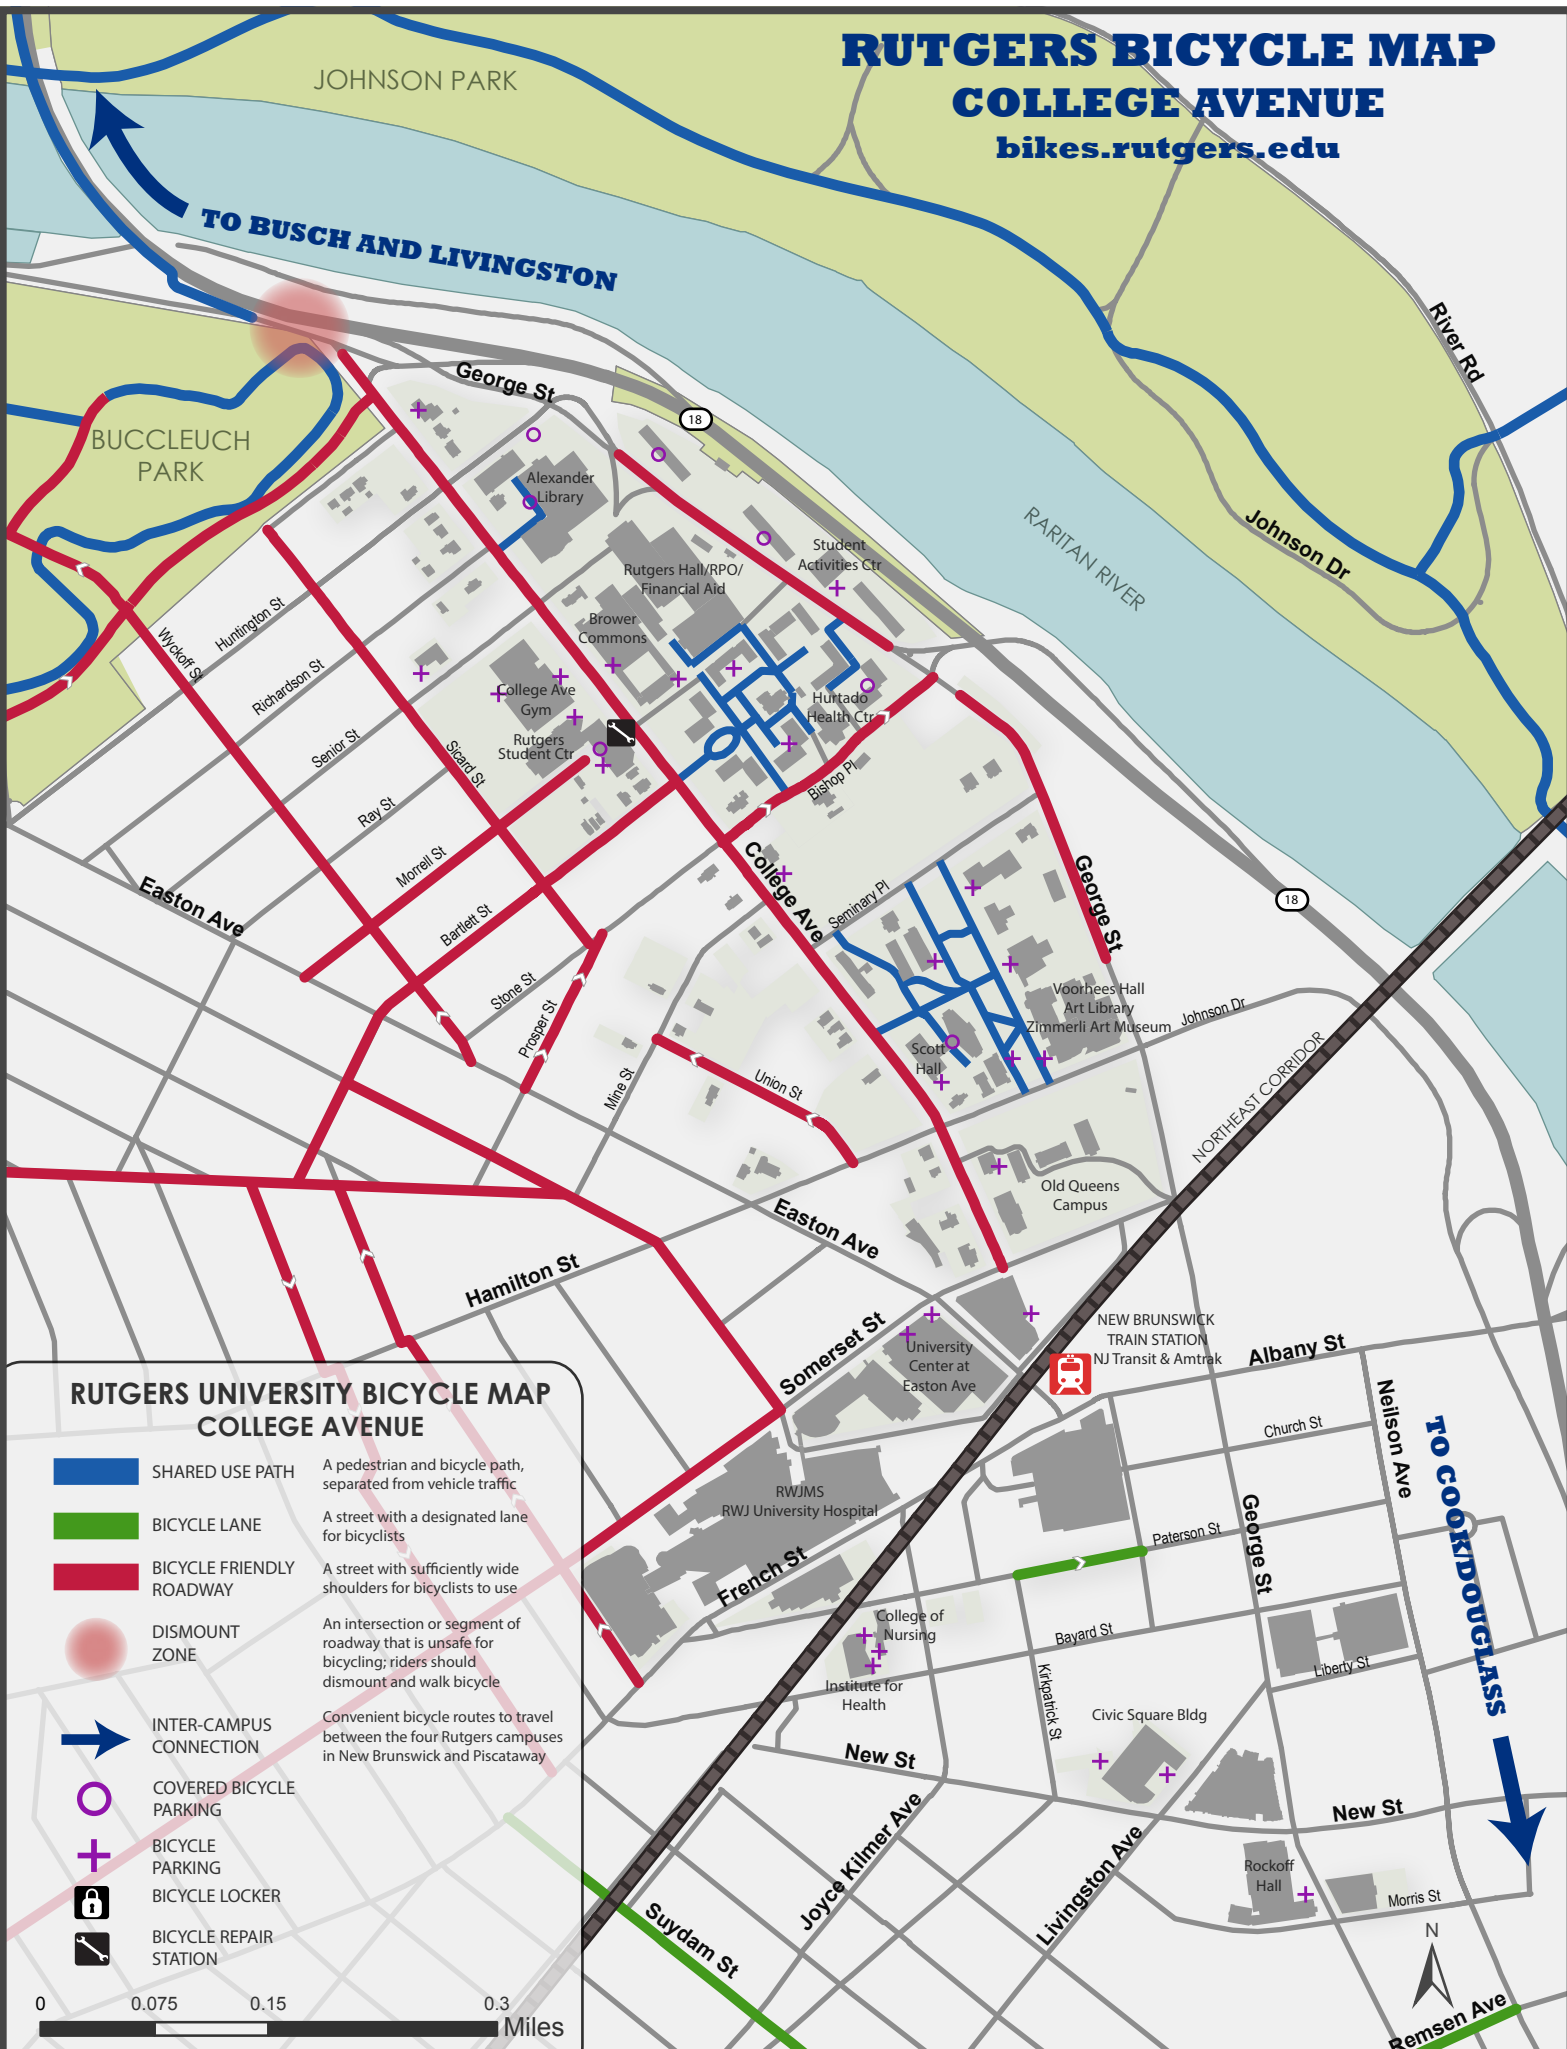 RUTGERS BICYCLE MAP
COLLEGE AVENUE
bikes.rutgers.edu
JOHNSON PARK
TO BUSCH AND LIVINGSTON
River Rd
George St
18
BUCCLEUCH
PARK
Alexander
Library
Johnson Dr
RARITAN RIVER
Student
Activities Ctr
Rutgers Hall/RPO/
Financial Aid
Brower
Commons
Huntington St
Wyckoff St
Richardson St
College Ave
Gym
Hurtado
Health Ctr
Senior St
Sicard St
Rutgers
Student Ctr
Bishop Pl
Ray St
Morrell St
Easton Ave
College Ave
Seminary Pl
George St
18
Bartlett St
Stone St
Prosper St
Voorhees Hall
Art Library
Zimmerli Art Museum
Johnson Dr
Scott
Hall
Mine St
Union St
NORTHEAST CORRIDOR
Old Queens
Campus
Easton Ave
Hamilton St
Somerset St
University
Center at
Easton Ave
NEW BRUNSWICK
TRAIN STATION
NJ Transit & Amtrak
Albany St
Neilson Ave
Church St
TO COOK/DOUGLASS
RWJMS
RWJ University Hospital
French St
Paterson St
George St
College of
Nursing
Bayard St
Liberty St
Institute for
Health
Kirkpatrick St
Civic Square Bldg
New St
New St
Joyce Kilmer Ave
Livingston Ave
Rockoff
Hall
Morris St
Suydam St
N
Remsen Ave
RUTGERS UNIVERSITY BICYCLE MAP
COLLEGE AVENUE
SHARED USE PATH
A pedestrian and bicycle path,
separated from vehicle traffic
BICYCLE LANE
A street with a designated lane
for bicyclists
BICYCLE FRIENDLY
ROADWAY
A street with sufficiently wide
shoulders for bicyclists to use
DISMOUNT
ZONE
An intersection or segment of
roadway that is unsafe for
bicycling; riders should
dismount and walk bicycle
INTER-CAMPUS
CONNECTION
Convenient bicycle routes to travel
between the four Rutgers campuses
in New Brunswick and Piscataway
COVERED BICYCLE
PARKING
BICYCLE
PARKING
BICYCLE LOCKER
BICYCLE REPAIR
STATION
0 0.075 0.15 0.3
Miles